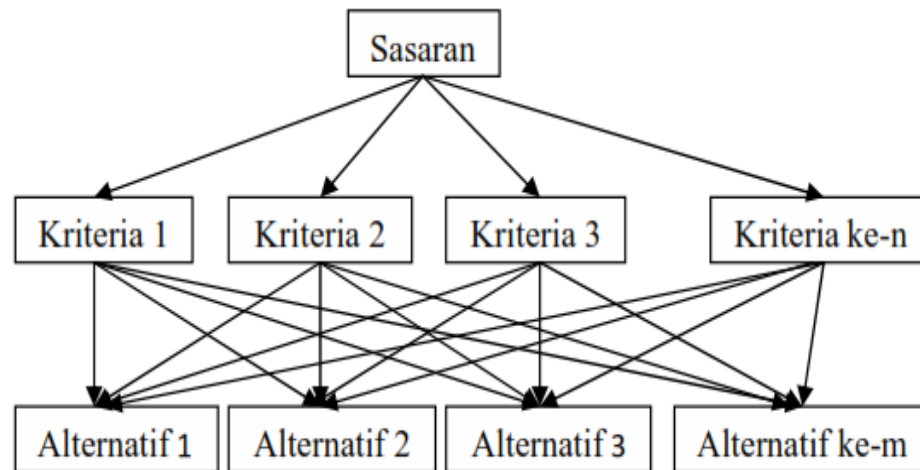 Sasaran
Kriteria 1
Kriteria 2
Kriteria 3
Kriteria ke-n
Alternatif 1
Alternatif 2
Alternatif 3
Alternatif ke-m